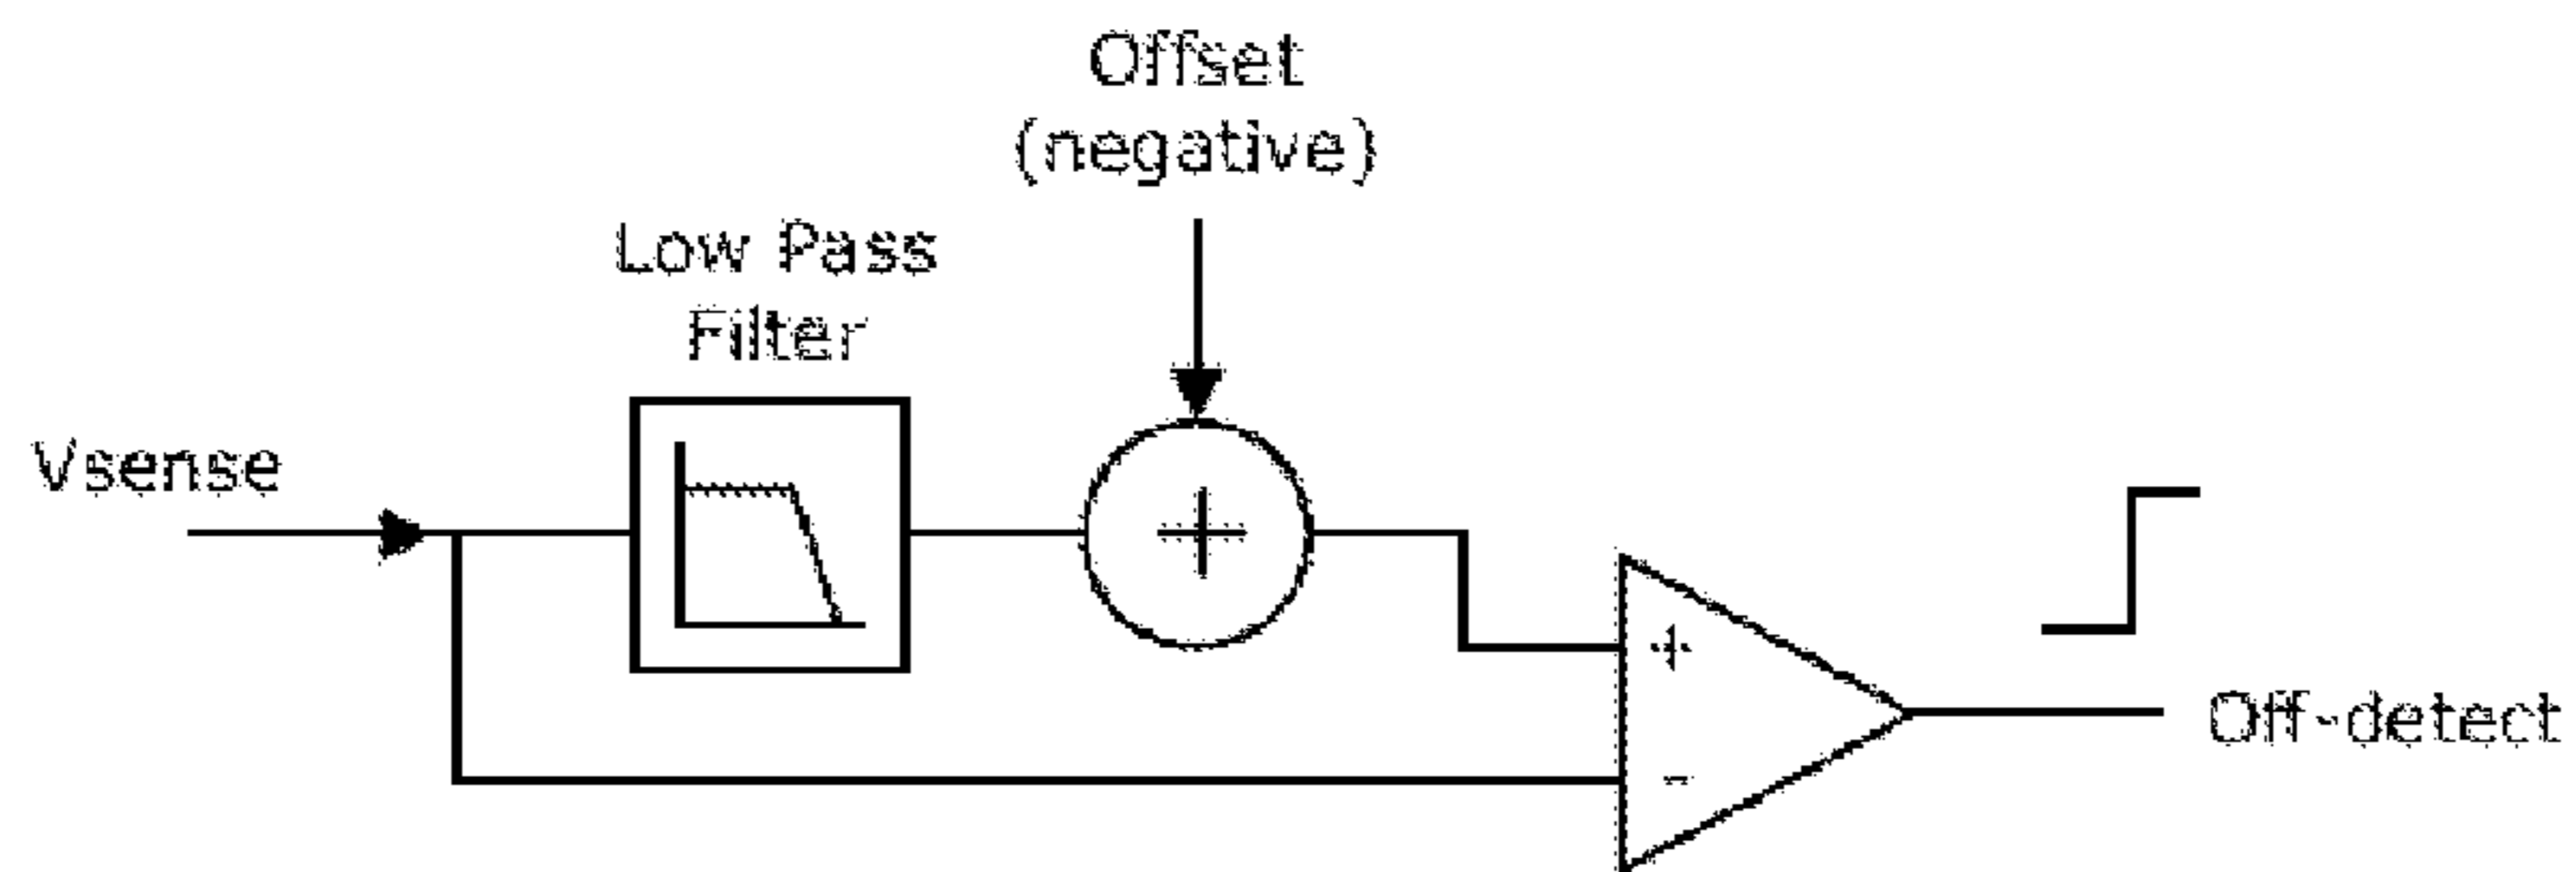 Offset
(negative)
Low Pass
Filter
Vsense
+
+
-
Off-detect